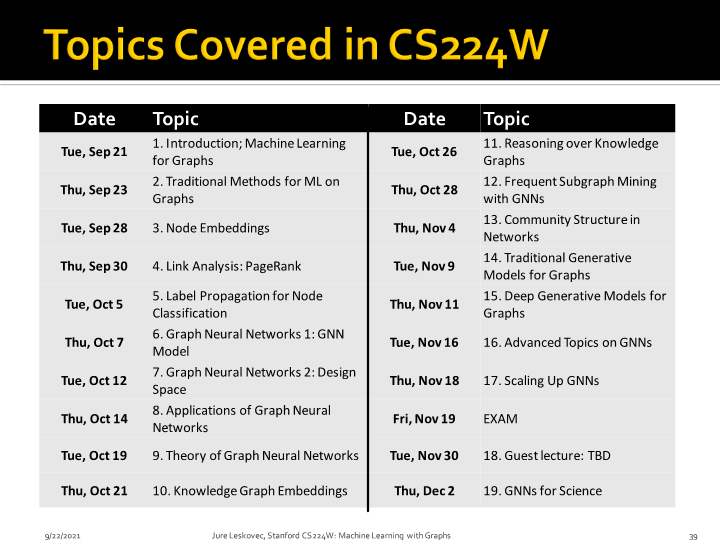 Topics Covered in CS224W
Date Topic Date Topic
Tue, Sep 21 1. Introduction; Machine Learning
for Graphs
Tue, Oct 26 11. Reasoning over Knowledge
Graphs
Thu, Sep 23 2. Traditional Methods for ML on
Graphs
Thu, Oct 28 12. Frequent Subgraph Mining
with GNNs
Tue, Sep 28 3. Node Embeddings
Thu, Nov 4 13. Community Structure in
Networks
Thu, Sep 30 4. Link Analysis: PageRank
Tue, Nov 9 14. Traditional Generative
Models for Graphs
Tue, Oct 5 5. Label Propagation for Node
Classification
Thu, Nov 11 15. Deep Generative Models for
Graphs
Thu, Oct 7 6. Graph Neural Networks 1: GNN
Model
Tue, Nov 16 16. Advanced Topics on GNNs
Tue, Oct 12 7. Graph Neural Networks 2: Design
Space
Thu, Nov 18 17. Scaling Up GNNs
Thu, Oct 14 8. Applications of Graph Neural
Networks
Fri, Nov 19 EXAM
Tue, Oct 19 9. Theory of Graph Neural Networks
Tue, Nov 30 18. Guest lecture: TBD
Thu, Oct 21 10. Knowledge Graph Embeddings
Thu, Dec 2 19. GNNs for Science
9/22/2021 Jure Leskovec, Stanford CS224W: Machine Learning with Graphs 39